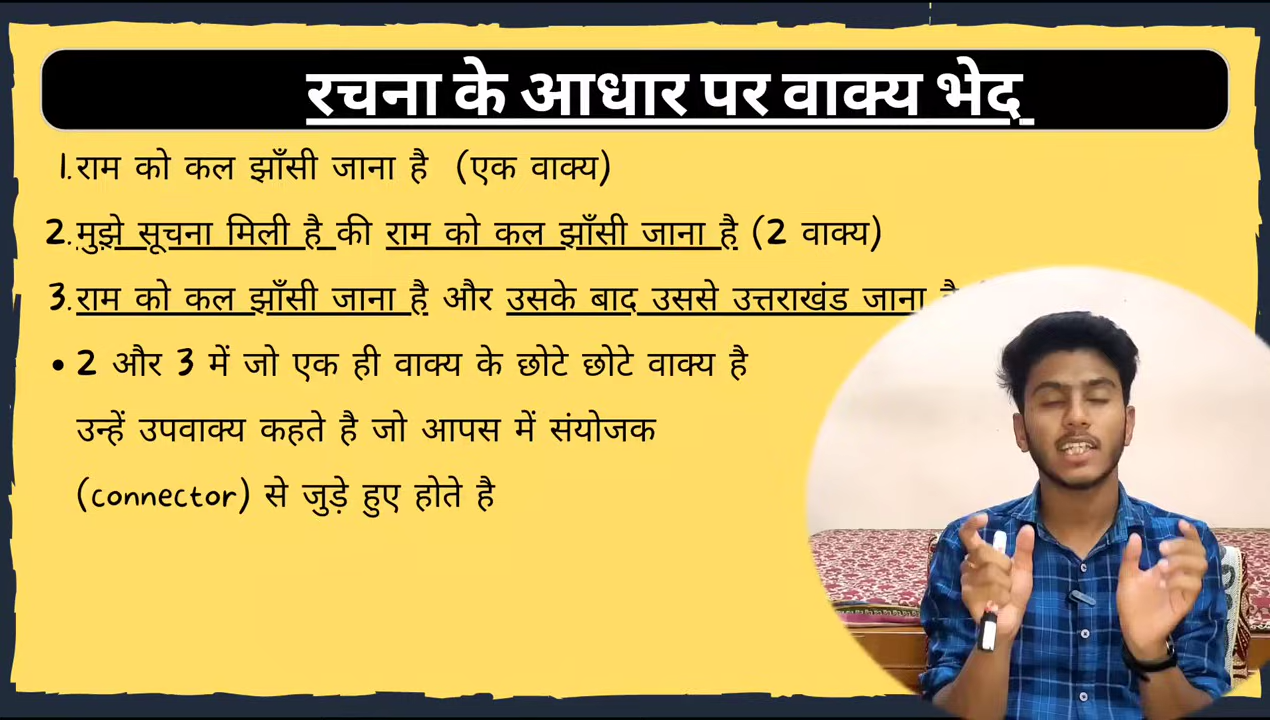 रचना के आधार पर वाक्य भेद
1. राम को कल झाँसी जाना है (एक वाक्य)
2. मुझे सूचना मिली है की राम को कल झाँसी जाना है (2 वाक्य)
3. राम को कल झाँसी जाना है और उसके बाद उससे उत्तराखंड जाना
• 2 और 3 में जो एक ही वाक्य के छोटे छोटे वाक्य है
उन्हें उपवाक्य कहते है जो आपस में संयोजक
(connector) से जुड़े हुए होते है